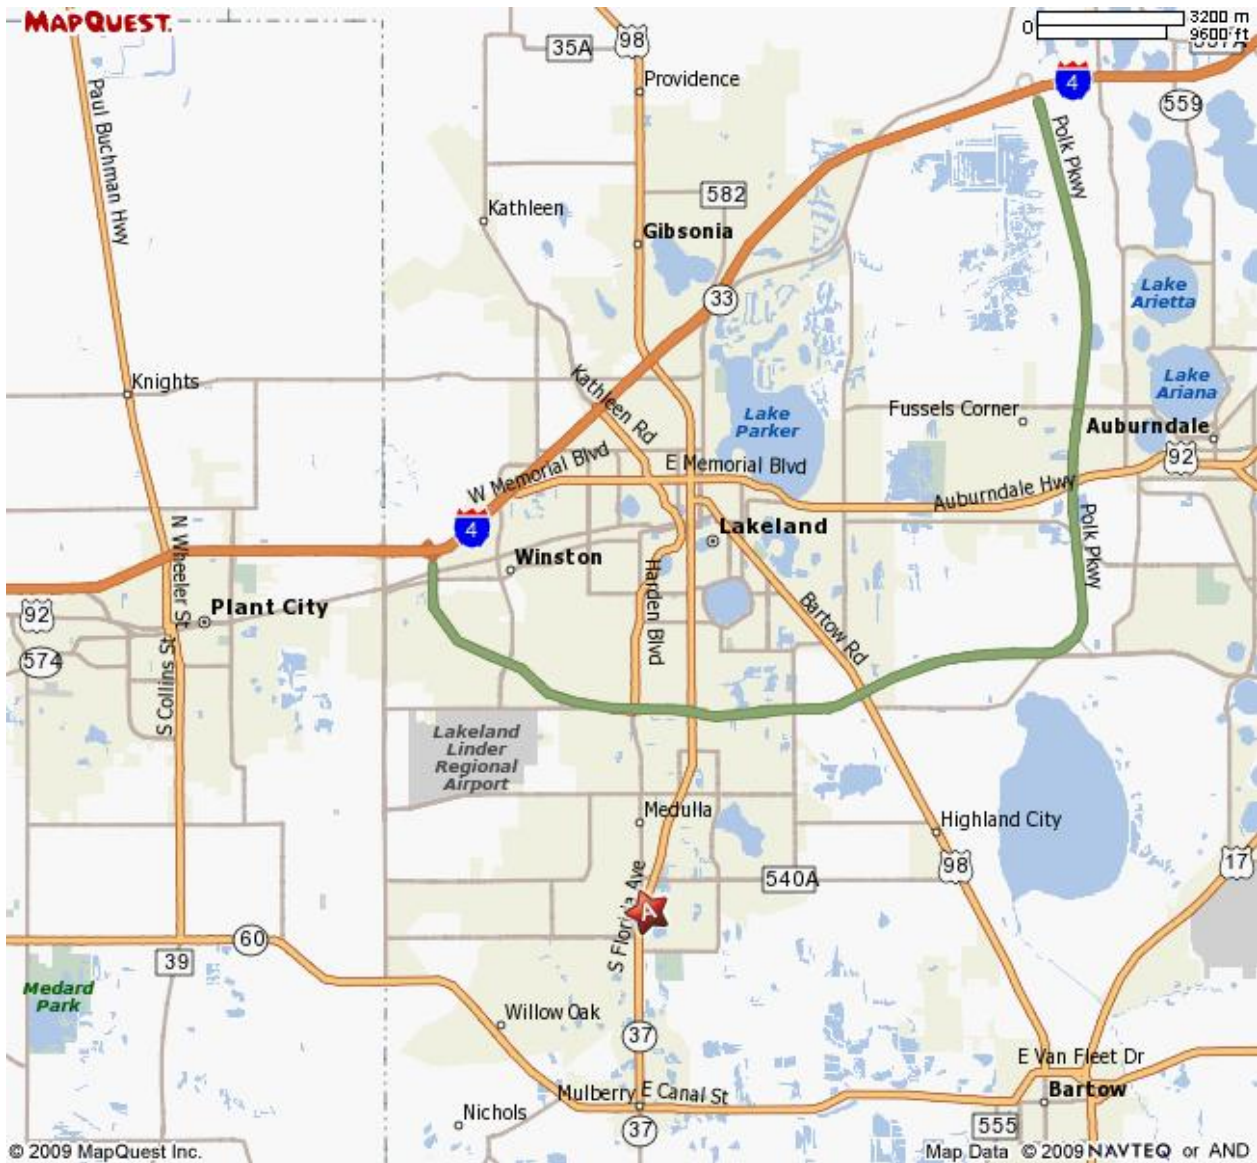 MAPQUEST.
0
3200 m
9600 ft
98
35A
Providence
4
559
557A
Paul Buchman Hwy
Polk Pkwy
582
Kathleen
Gibsonia
33
Lake
Arietta
Knights
Kathleen Rd
Lake
Parker
Fussels Corner
Lake
Ariana
Auburndale
92
W Memorial Blvd
E Memorial Blvd
Auburndale Hwy
4
Lakeland
Polk Pkwy
N Wheeler St
Winston
Harden Blvd
Bartow Rd
92
Plant City
574
S Collins St
Lakeland
Linder
Regional
Airport
Medulla
Highland City
98
17
540A
S Florida Ave
A
60
39
Medard
Park
Willow Oak
37
E Van Fleet Dr
Mulberry
E Canal St
Bartow
Nichols
37
555
© 2009 MapQuest Inc.
Map Data © 2009 NAVTEQ or AND